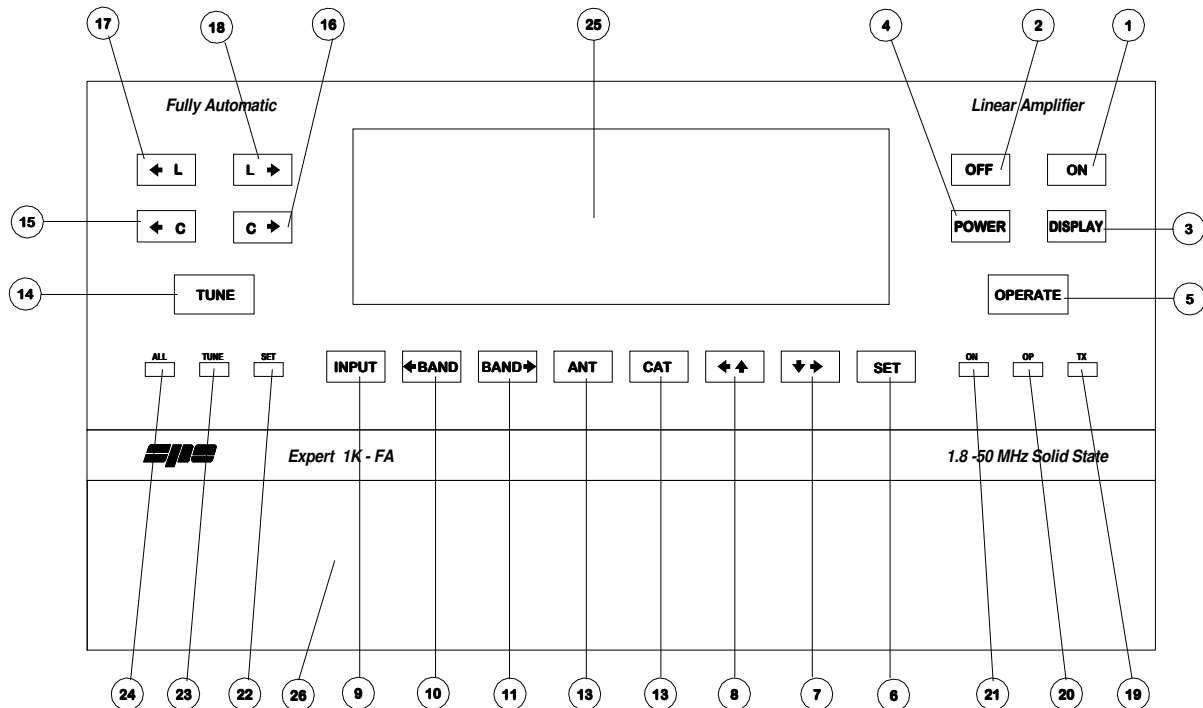 17 18 16 25 4 2 1
Fully Automatic Linear Amplifier
← L L → OFF ON
15 ← C C → POWER DISPLAY 3
14 TUNE OPERATE 5
ALL TUNE SET INPUT ←BAND BAND→ ANT CAT ←↑ ↓→ SET ON OP TX
spe Expert 1K - FA 1.8 -50 MHz Solid State
24 23 22 26 9 10 11 13 13 8 7 6 21 20 19